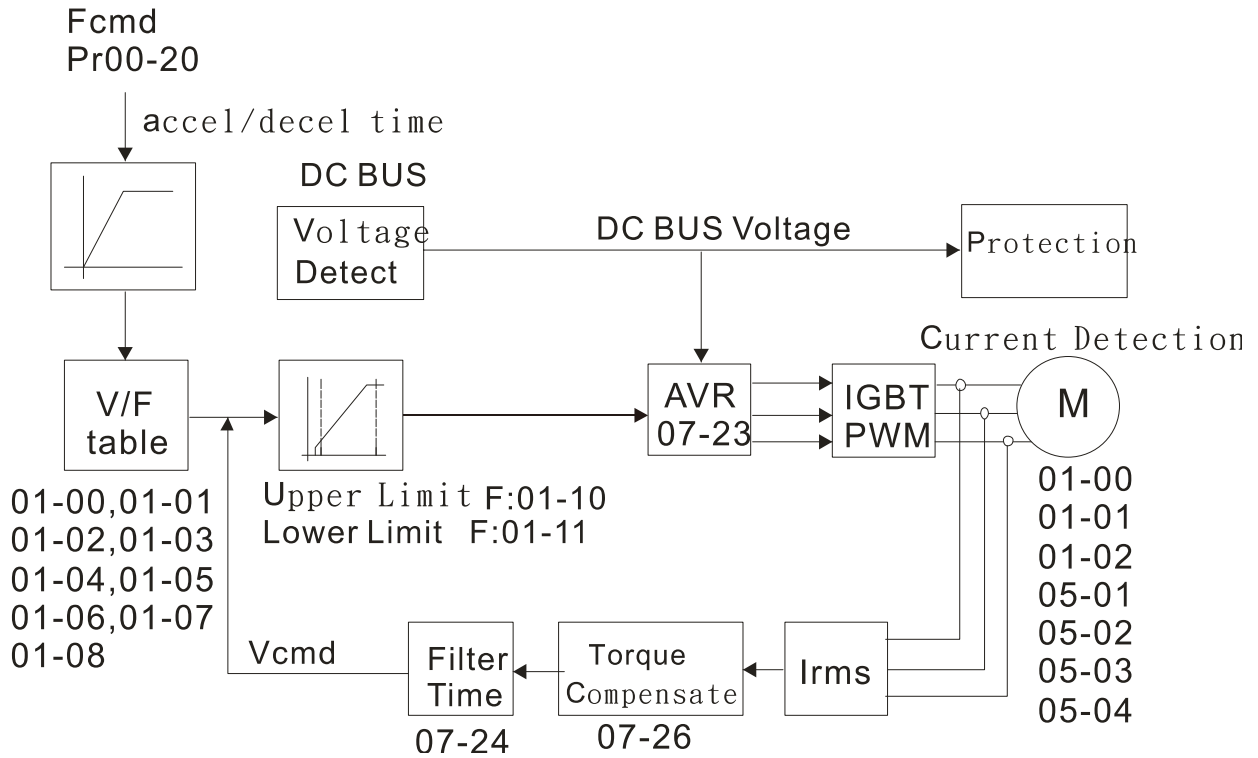 Fcmd
Pr00-20
accel/decel time
DC BUS
Voltage
Detect
DC BUS Voltage
Protection
Current Detection
V/F
table
01-00,01-01
01-02,01-03
01-04,01-05
01-06,01-07
01-08
Upper Limit F:01-10
Lower Limit F:01-11
AVR
07-23
IGBT
PWM
M
01-00
01-01
01-02
05-01
05-02
05-03
05-04
Vcmd
Filter
Time
07-24
Torque
Compensate
07-26
Irms